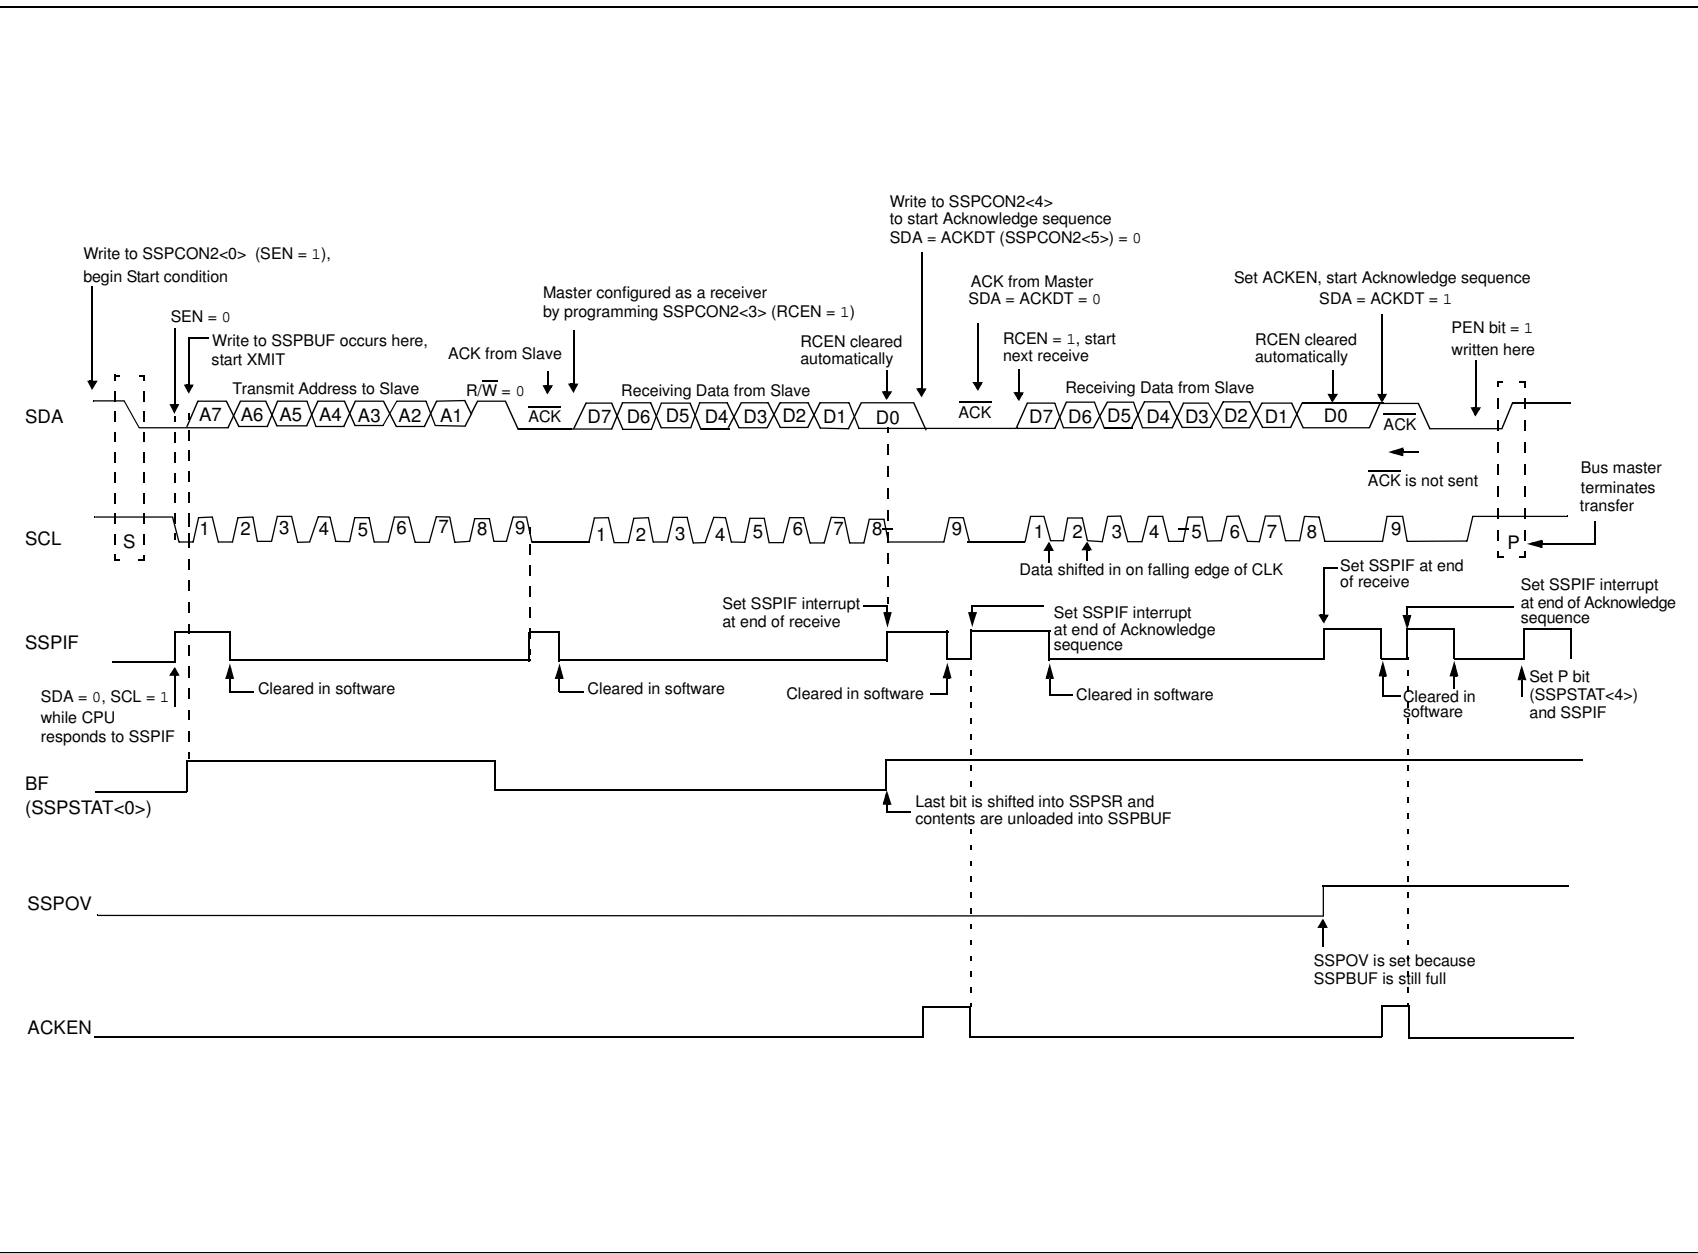 Write to SSPCON2<4>
to start Acknowledge sequence
SDA = ACKDT (SSPCON2<5>) = 0
Write to SSPCON2<0> (SEN = 1),
begin Start condition
ACK from Master
SDA = ACKDT = 0
Set ACKEN, start Acknowledge sequence
SDA = ACKDT = 1
Master configured as a receiver
by programming SSPCON2<3> (RCEN = 1)
SEN = 0
Write to SSPBUF occurs here,
start XMIT
ACK from Slave
RCEN cleared
automatically
RCEN = 1, start
next receive
RCEN cleared
automatically
PEN bit = 1
written here
Transmit Address to Slave
R/W = 0
Receiving Data from Slave
Receiving Data from Slave
SDA
A7 A6 A5 A4 A3 A2 A1 ACK D7 D6 D5 D4 D3 D2 D1 D0 ACK D7 D6 D5 D4 D3 D2 D1 D0 ACK
ACK is not sent
Bus master
terminates
transfer
SCL
S 1 2 3 4 5 6 7 8 9 1 2 3 4 5 6 7 8 9 1 2 3 4 5 6 7 8 9 P
Data shifted in on falling edge of CLK
Set SSPIF interrupt
at end of receive
Set SSPIF interrupt
at end of Acknowledge
sequence
Set SSPIF at end
of receive
Set SSPIF interrupt
at end of Acknowledge
sequence
SSPIF
SDA = 0, SCL = 1
while CPU
responds to SSPIF
Cleared in software
Cleared in software
Cleared in software
Cleared in software
Cleared in
software
Set P bit
(SSPSTAT<4>)
and SSPIF
BF
(SSPSTAT<0>)
Last bit is shifted into SSPSR and
contents are unloaded into SSPBUF
SSPOV
SSPOV is set because
SSPBUF is still full
ACKEN